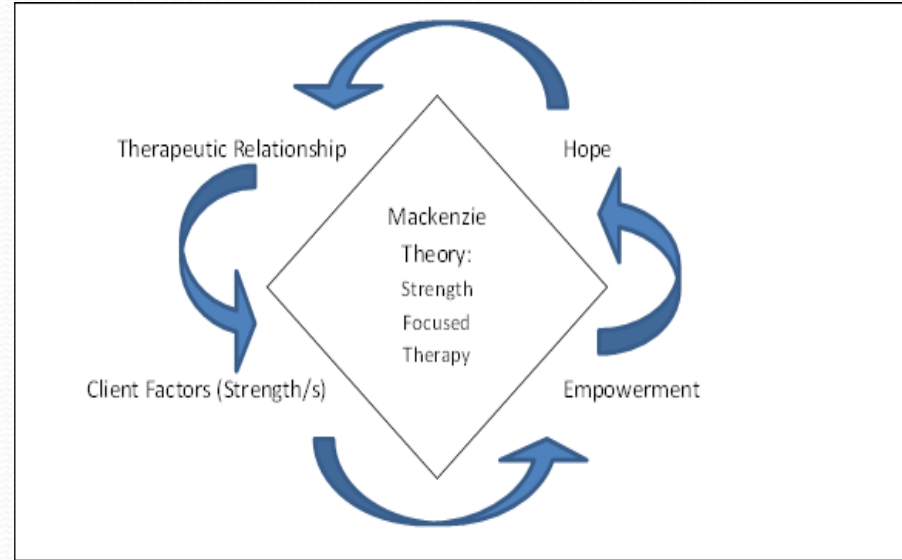 Therapeutic Relationship
Hope
Mackenzie
Theory:
Strength
Focused
Therapy
Client Factors (Strength/s)
Empowerment